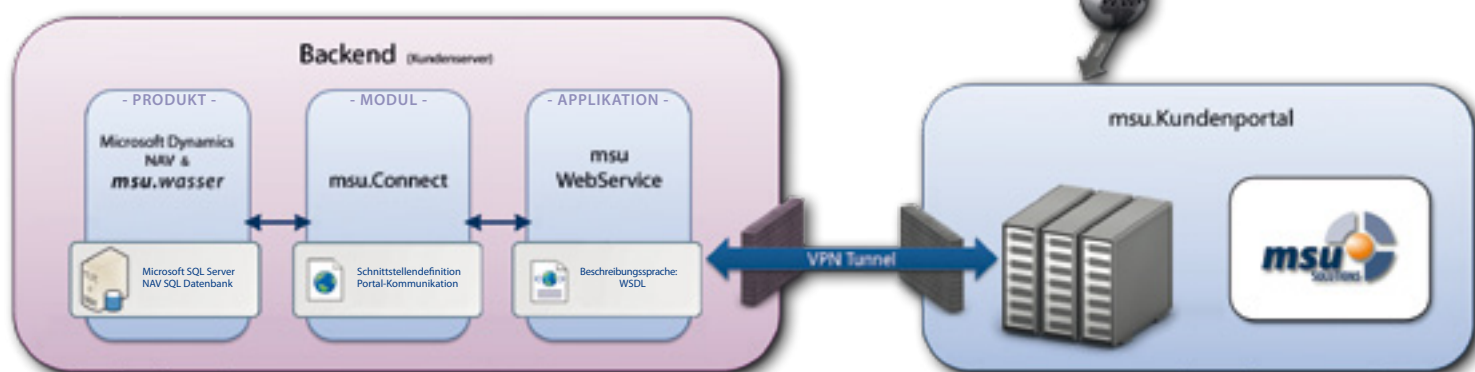 Backend (Kundenserver)
- PRODUKT -
Microsoft Dynamics
NAV &
msu.wasser
Microsoft SQL Server
NAV SQL Datenbank
- MODUL -
msu.Connect
Schnittstellendefinition
Portal-Kommunikation
- APPLIKATION -
msu
WebService
Beschreibungssprache:
WSDL
VPN Tunnel
msu.Kundenportal
msu
SOLUTIONS